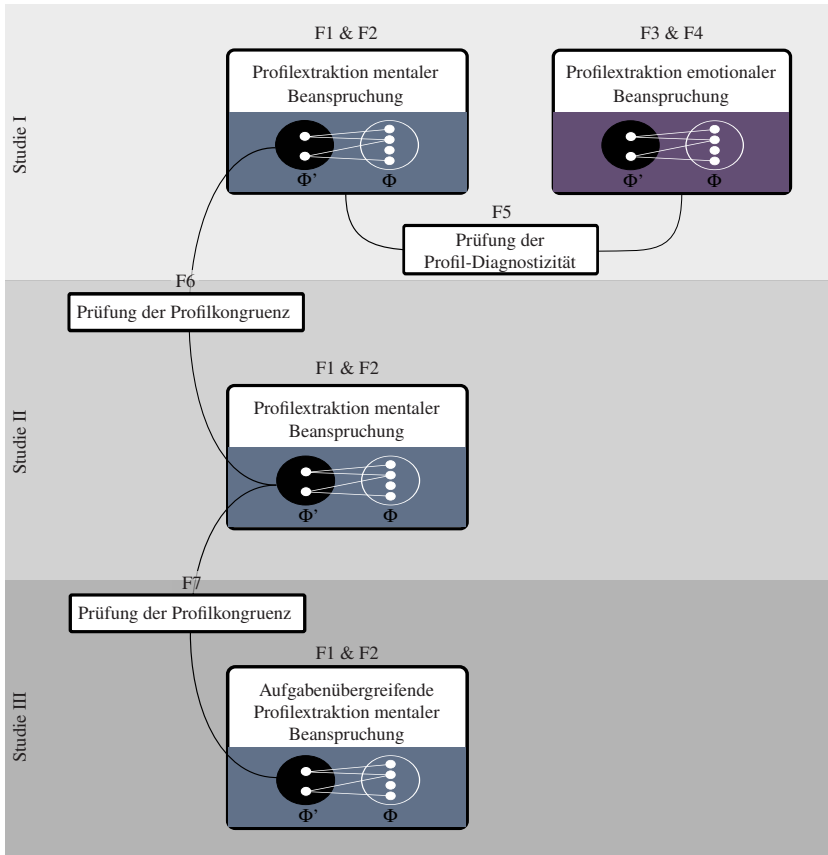 Studie I
F1 & F2
Profilextraktion mentaler
Beanspruchung
Φ’ Φ
F3 & F4
Profilextraktion emotionaler
Beanspruchung
Φ’ Φ
F5
Prüfung der
Profil-Diagnostizität
F6
Prüfung der Profilkongruenz
Studie II
F1 & F2
Profilextraktion mentaler
Beanspruchung
Φ’ Φ
F7
Prüfung der Profilkongruenz
Studie III
F1 & F2
Aufgabenübergreifende
Profilextraktion mentaler
Beanspruchung
Φ’ Φ